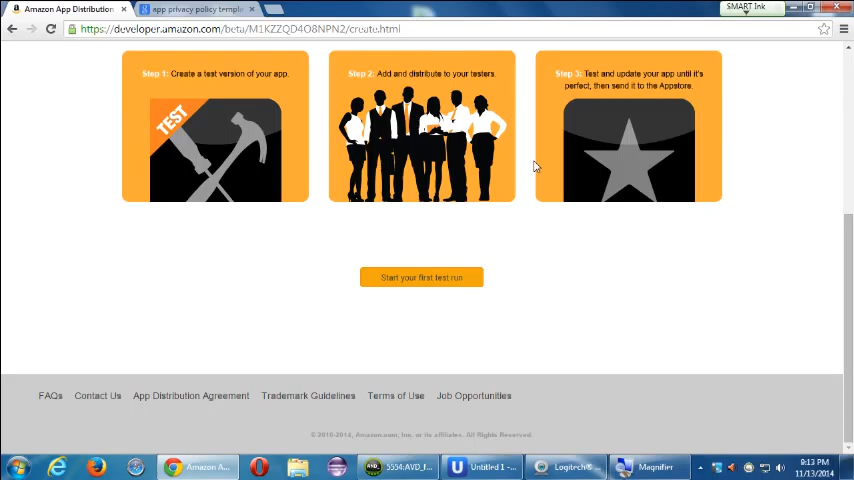 Amazon App Distribution
app privacy policy templa
SMART Ink
https://developer.amazon.com/beta/M1KZZQD4O8NPN2/create.html
Step 1: Create a test version of your app.
TEST
Step 2: Add and distribute to your testers.
Step 3: Test and update your app until it's
perfect, then send it to the Appstore.
Start your first test run
FAQs Contact Us App Distribution Agreement Trademark Guidelines Terms of Use Job Opportunities
© 2010-2014, Amazon.com, Inc. or its affiliates. All Rights Reserved.
Amazon A...
5554:AVD_f...
Untitled 1 - ...
Logitech® ...
Magnifier
9:13 PM
11/13/2014